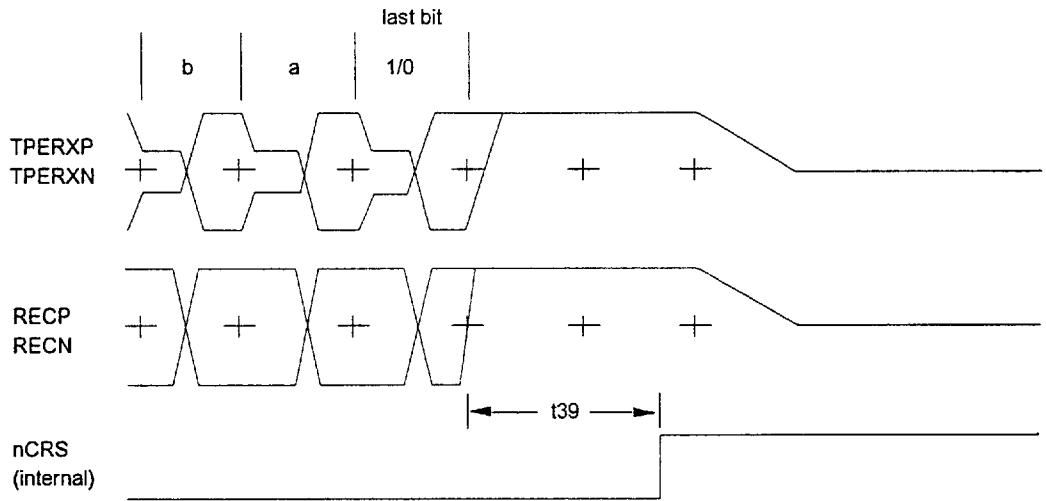 last bit
b
a
1/0
TPERXP
TPERXN
RECP
RECN
t39
nCRS
(internal)